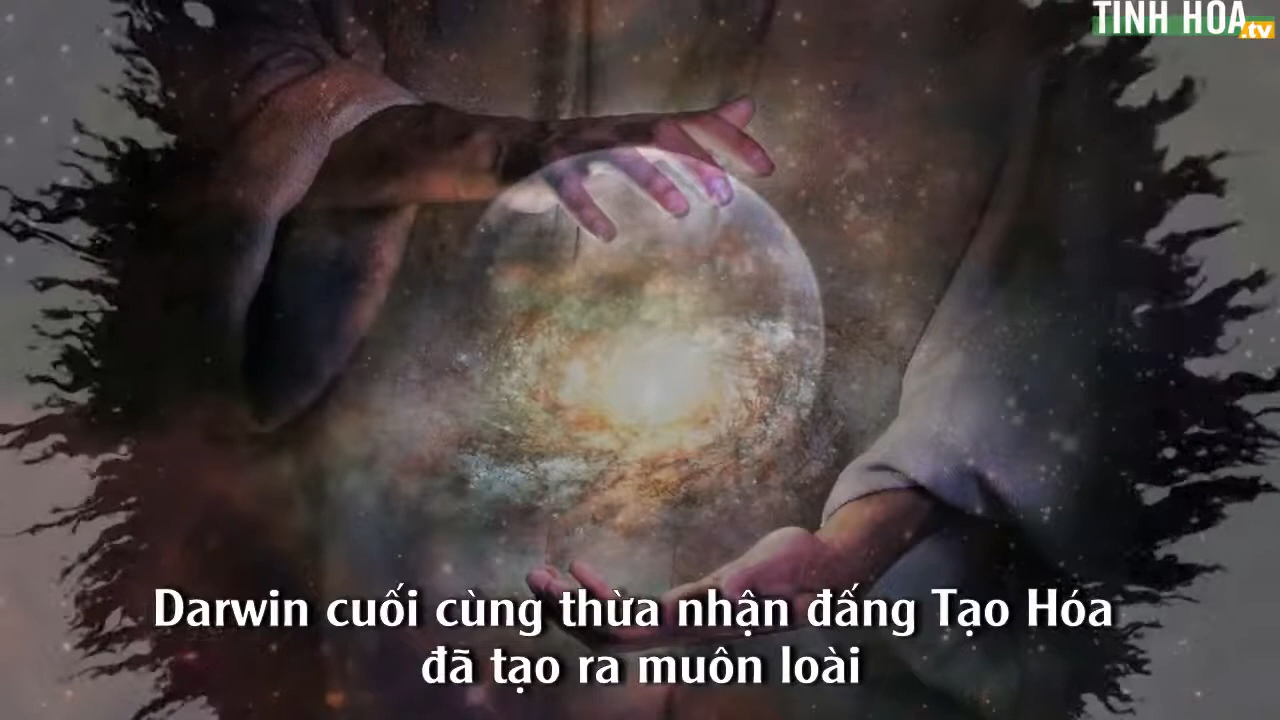 TINH HOA
.tv
Darwin cuối cùng thừa nhận đấng Tạo Hóa
đã tạo ra muôn loài